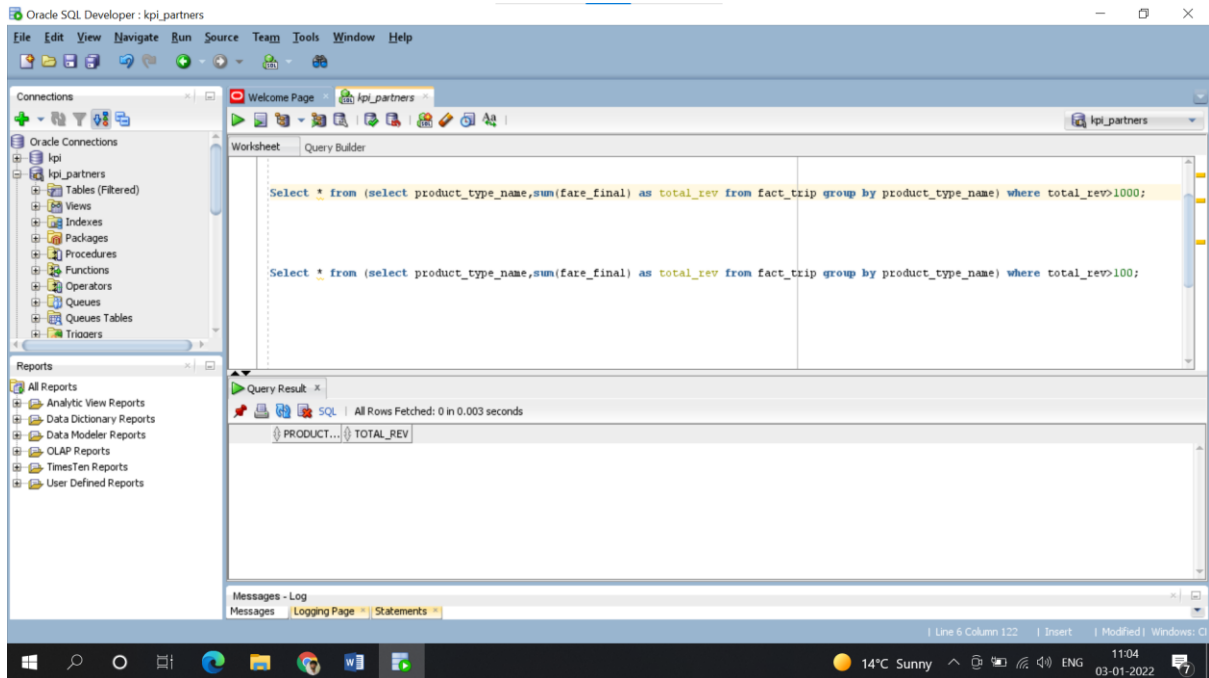 Oracle SQL Developer : kpi_partners
File Edit View Navigate Run Source Team Tools Window Help
Connections
Welcome Page
kpi_partners
kpi_partners
Oracle Connections
kpi
kpi_partners
Tables (Filtered)
Views
Indexes
Packages
Procedures
Functions
Operators
Queues
Queues Tables
Triggers
Worksheet Query Builder
Select * from (select product_type_name,sum(fare_final) as total_rev from fact_trip group by product_type_name) where total_rev>1000;
Select * from (select product_type_name,sum(fare_final) as total_rev from fact_trip group by product_type_name) where total_rev>100;
Reports
All Reports
Analytic View Reports
Data Dictionary Reports
Data Modeler Reports
OLAP Reports
TimesTen Reports
User Defined Reports
Query Result
SQL | All Rows Fetched: 0 in 0.003 seconds
PRODUCT... TOTAL_REV
Messages - Log
Messages Logging Page Statements
| Line 6 Column 122 | Insert | Modified | Windows: Cl
14°C Sunny ENG
11:04
03-01-2022
7